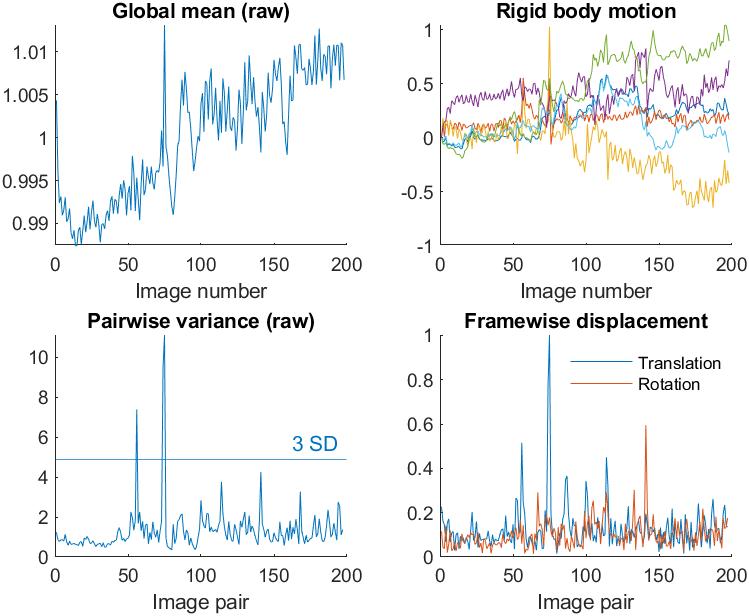 Global mean (raw)
1.01
1.005
1
0.995
0.99
0 50 100 150 200
Image number
Rigid body motion
1
0.5
0
-0.5
-1
0 50 100 150 200
Image number
Pairwise variance (raw)
10
8
6
4
2
0
3 SD
0 50 100 150 200
Image pair
Framewise displacement
1
0.8
0.6
0.4
0.2
0
Translation
Rotation
0 50 100 150 200
Image pair